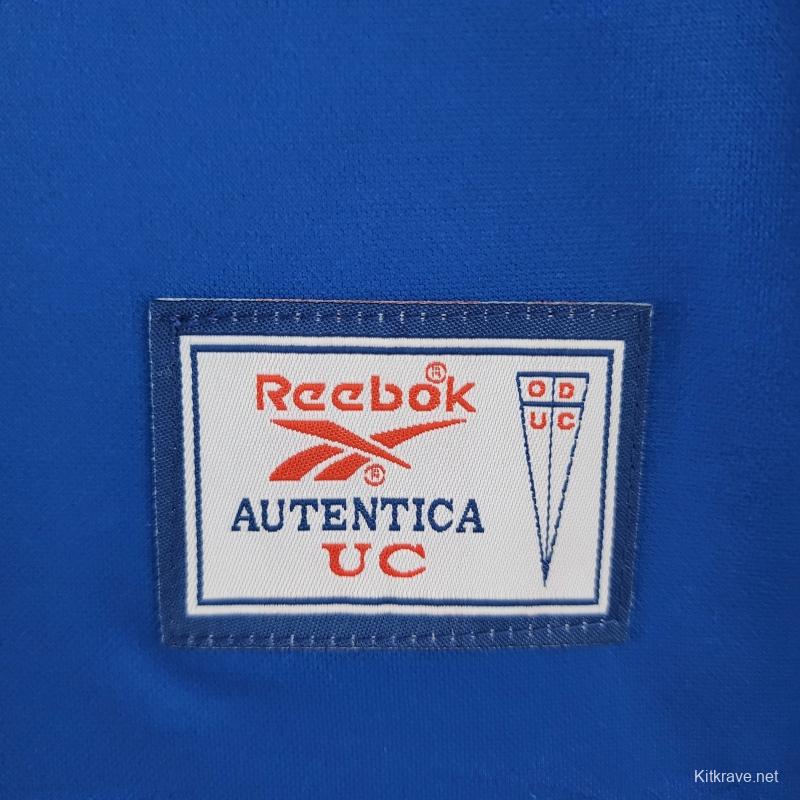 Reebok®
®
AUTENTICA
UC
O D
U C
Kitkrave.net